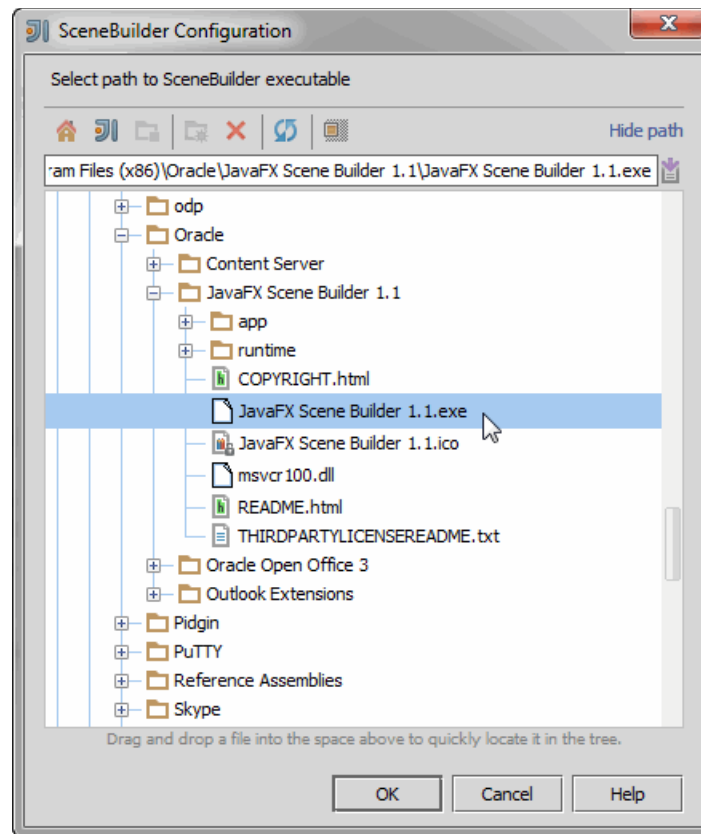 SceneBuilder Configuration
Select path to SceneBuilder executable
Hide path
ram Files (x86)\Oracle\JavaFX Scene Builder 1.1\JavaFX Scene Builder 1.1.exe
odp
Oracle
Content Server
JavaFX Scene Builder 1.1
app
runtime
COPYRIGHT.html
JavaFX Scene Builder 1.1.exe
JavaFX Scene Builder 1.1.ico
msvcr100.dll
README.html
THIRDPARTYLICENSEREADME.txt
Oracle Open Office 3
Outlook Extensions
Pidgin
PuTTY
Reference Assemblies
Skype
Drag and drop a file into the space above to quickly locate it in the tree.
OK Cancel Help